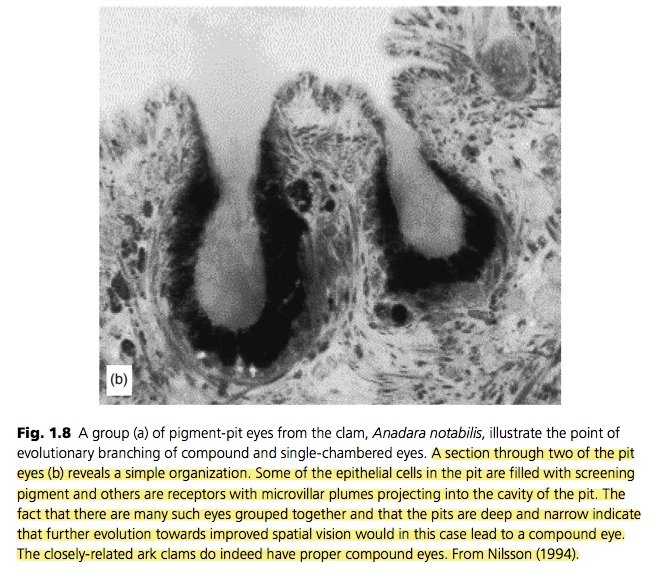 (b)
Fig. 1.8 A group (a) of pigment-pit eyes from the clam, Anadara notabilis, illustrate the point of
evolutionary branching of compound and single-chambered eyes. A section through two of the pit
eyes (b) reveals a simple organization. Some of the epithelial cells in the pit are filled with screening
pigment and others are receptors with microvillar plumes projecting into the cavity of the pit. The
fact that there are many such eyes grouped together and that the pits are deep and narrow indicate
that further evolution towards improved spatial vision would in this case lead to a compound eye.
The closely-related ark clams do indeed have proper compound eyes. From Nilsson (1994).